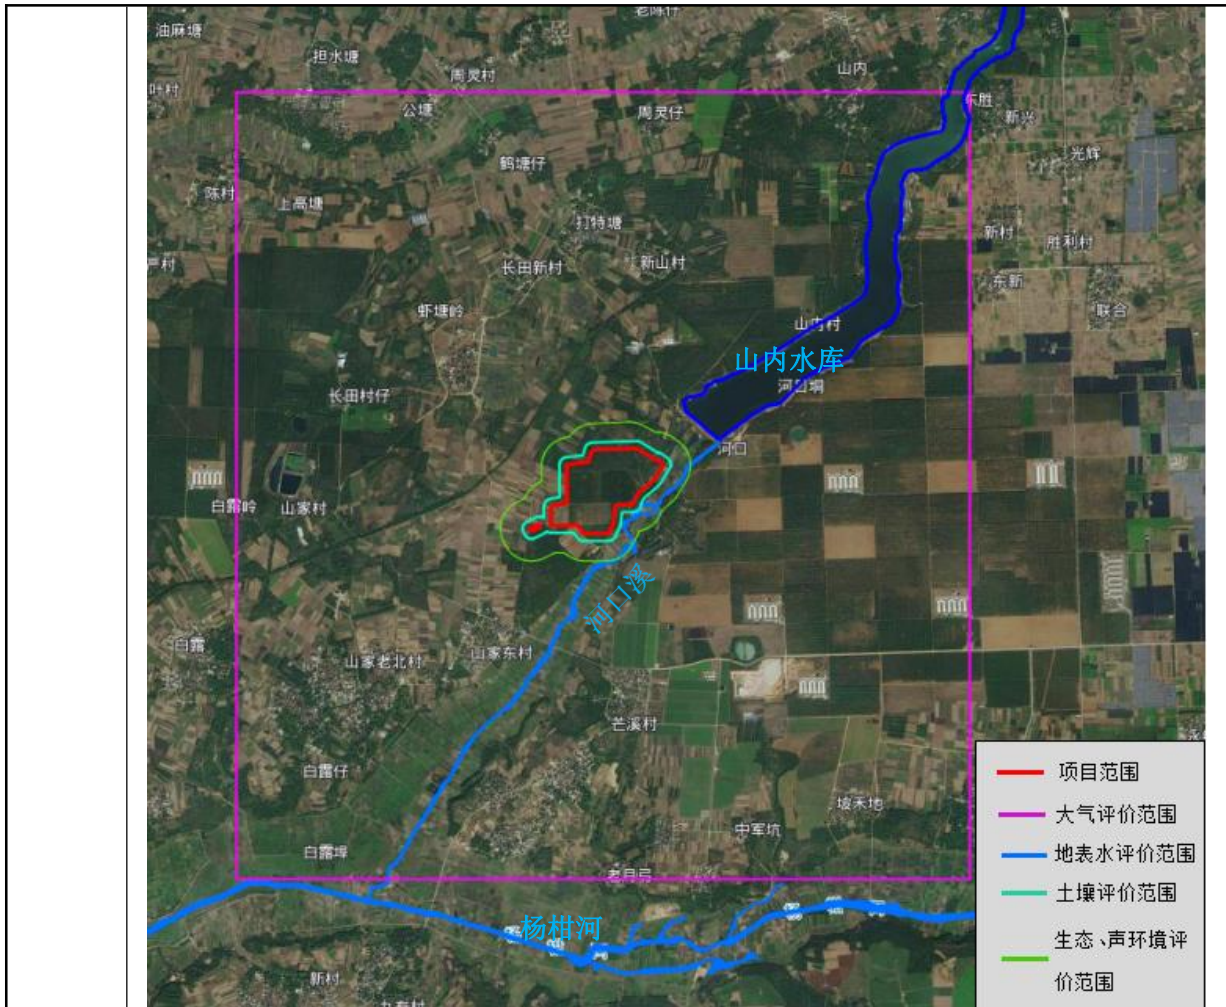 油麻塘
担水塘
周灵村
山内
公塘
周灵仔
东胜
新兴
光辉
鹤塘仔
陈村
上高塘
打特塘
新村
胜利村
长田新村
新山村
东新
联合
虾塘岭
山内村
山内水库
河口垌
长田村仔
河口
白露岭
山家村
河口溪
白露
山家老北村
山家东村
芒溪村
白露仔
坡禾地
中军坑
白露埠
杨柑河
新村
项目范围
大气评价范围
地表水评价范围
土壤评价范围
生态、声环境评
价范围